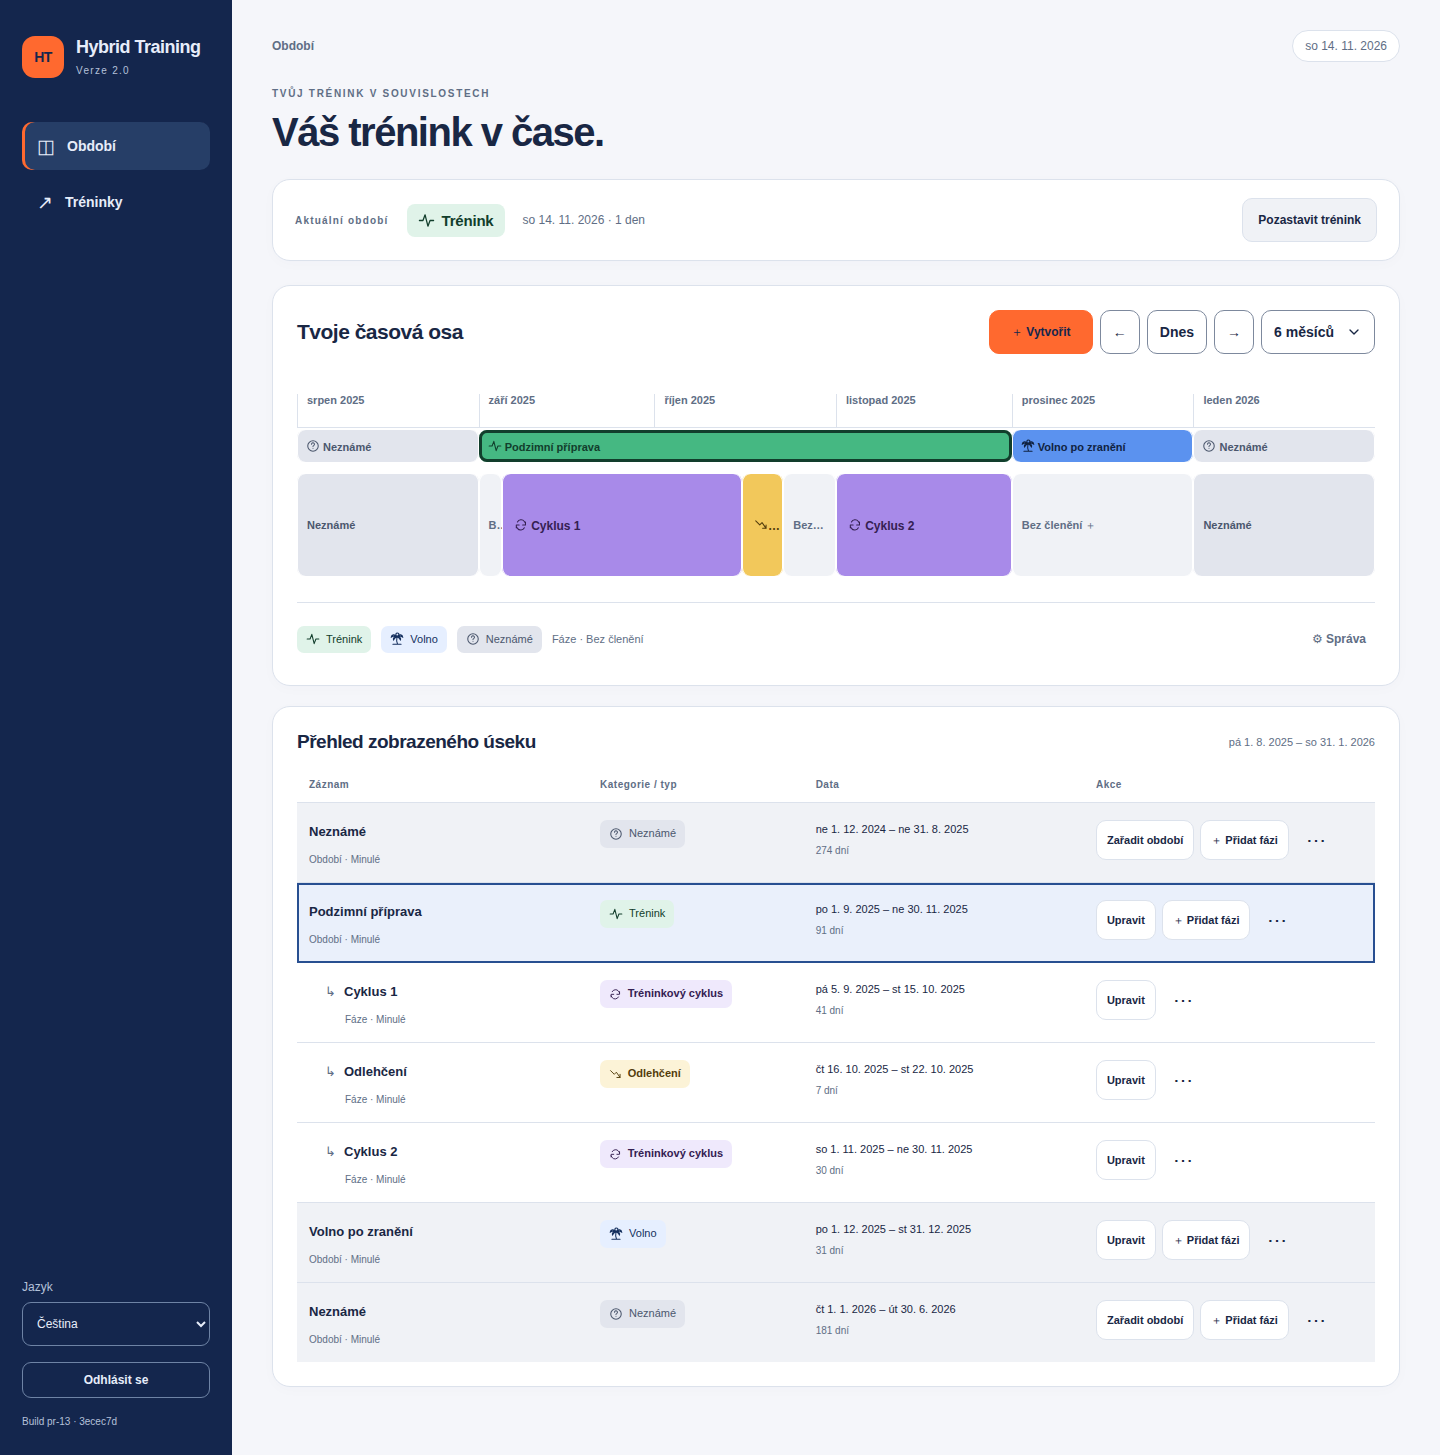 HT
Hybrid Training
Verze 2.0
Období
Tréninky
Jazyk
Čeština
Odhlásit se
Build pr-13 · 3ecec7d
Období
so 14. 11. 2026
TVŮJ TRÉNINK V SOUVISLOSTECH
Váš trénink v čase.
Aktuální období Trénink so 14. 11. 2026 · 1 den Pozastavit trénink
Tvoje časová osa
+ Vytvořit ← Dnes → 6 měsíců
srpen 2025 září 2025 říjen 2025 listopad 2025 prosinec 2025 leden 2026
Neznámé Podzimní příprava Volno po zranění Neznámé
Neznámé B… Cyklus 1 … Bez… Cyklus 2 Bez členění + Neznámé
Trénink Volno Neznámé Fáze · Bez členění ⚙ Správa
Přehled zobrazeného úseku pá 1. 8. 2025 – so 31. 1. 2026
Záznam Kategorie / typ Data Akce
Neznámé Neznámé ne 1. 12. 2024 – ne 31. 8. 2025 Zařadit období + Přidat fázi ···
Období · Minulé 274 dní
Podzimní příprava Trénink po 1. 9. 2025 – ne 30. 11. 2025 Upravit + Přidat fázi ···
Období · Minulé 91 dní
↳ Cyklus 1 Tréninkový cyklus pá 5. 9. 2025 – st 15. 10. 2025 Upravit ···
Fáze · Minulé 41 dní
↳ Odlehčení Odlehčení čt 16. 10. 2025 – st 22. 10. 2025 Upravit ···
Fáze · Minulé 7 dní
↳ Cyklus 2 Tréninkový cyklus so 1. 11. 2025 – ne 30. 11. 2025 Upravit ···
Fáze · Minulé 30 dní
Volno po zranění Volno po 1. 12. 2025 – st 31. 12. 2025 Upravit + Přidat fázi ···
Období · Minulé 31 dní
Neznámé Neznámé čt 1. 1. 2026 – út 30. 6. 2026 Zařadit období + Přidat fázi ···
Období · Minulé 181 dní